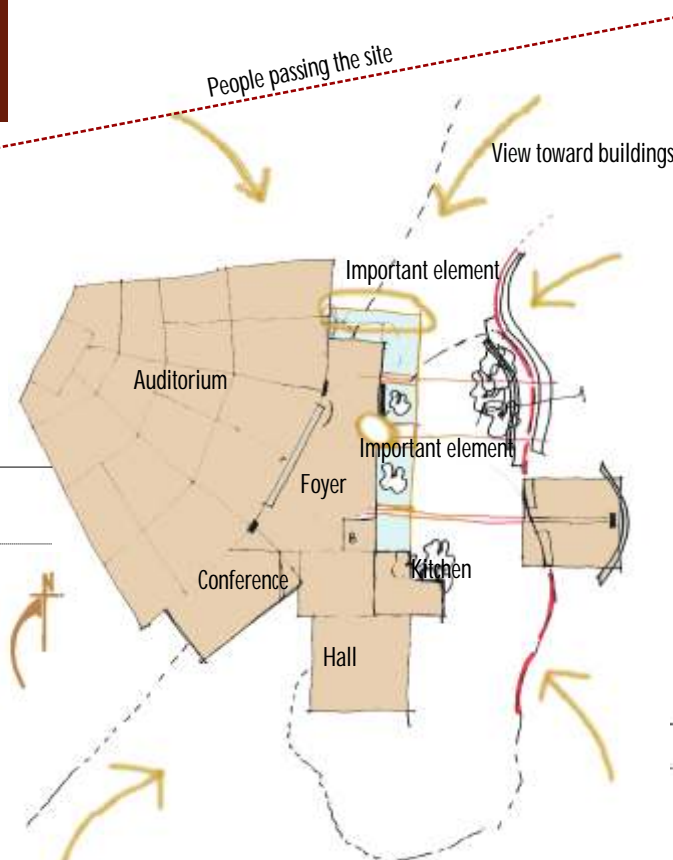 People passing the site
View toward buildings
Important element
Auditorium
Important element
Foyer
B
Conference
Kitchen
N
Hall